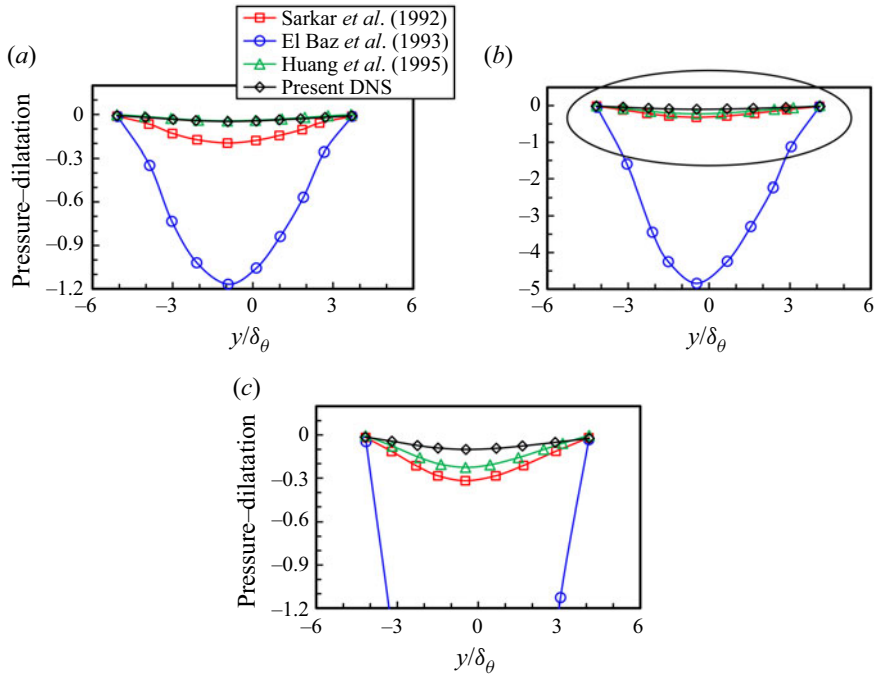 Sarkar et al. (1992)
El Baz et al. (1993)
Huang et al. (1995)
Present DNS
(a)
Pressure–dilatation
0
–0.3
–0.6
–0.9
–1.2
–6
–3
0
3
6
y/δθ
(b)
0
–1
–2
–3
–4
–5
–6
–3
0
3
6
y/δθ
(c)
Pressure–dilatation
0
–0.3
–0.6
–0.9
–1.2
–6
–3
0
3
6
y/δθ